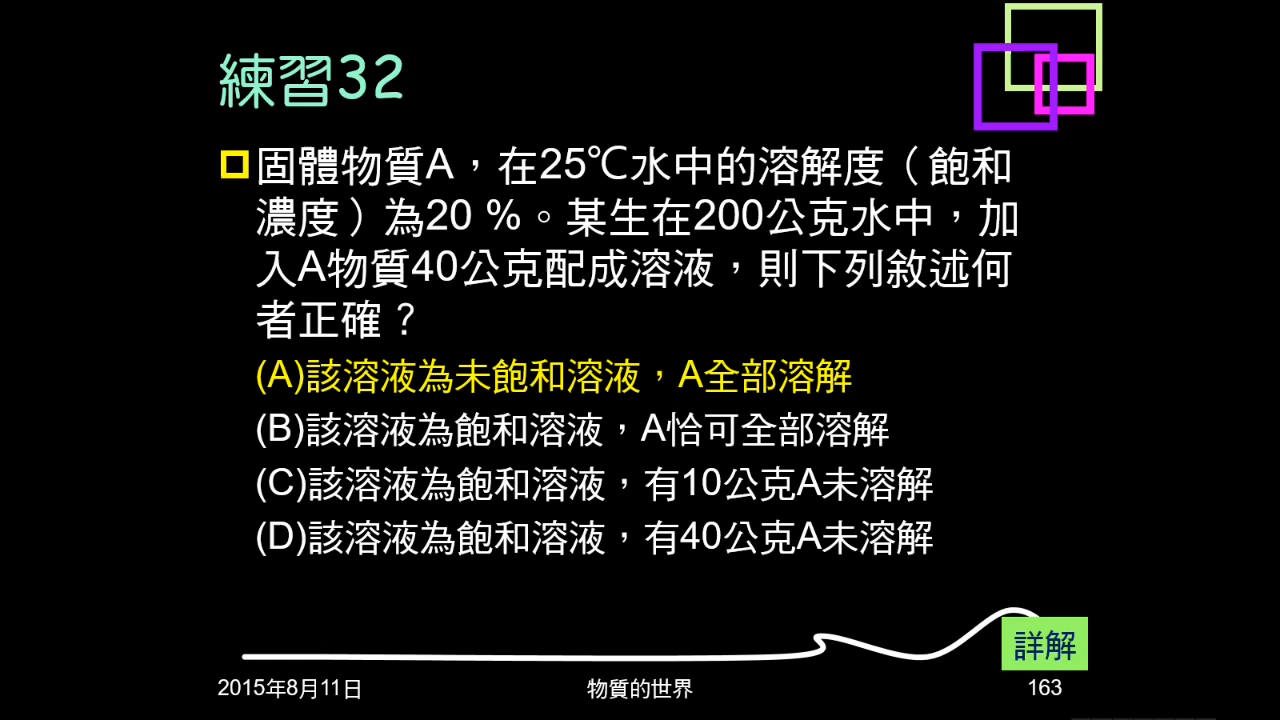 練習32
固體物質A，在25℃水中的溶解度（飽和
濃度）為20 %。某生在200公克水中，加
入A物質40公克配成溶液，則下列敘述何
者正確？
(A)該溶液為未飽和溶液，A全部溶解
(B)該溶液為飽和溶液，A恰可全部溶解
(C)該溶液為飽和溶液，有10公克A未溶解
(D)該溶液為飽和溶液，有40公克A未溶解
詳解
2015年8月11日
物質的世界
163